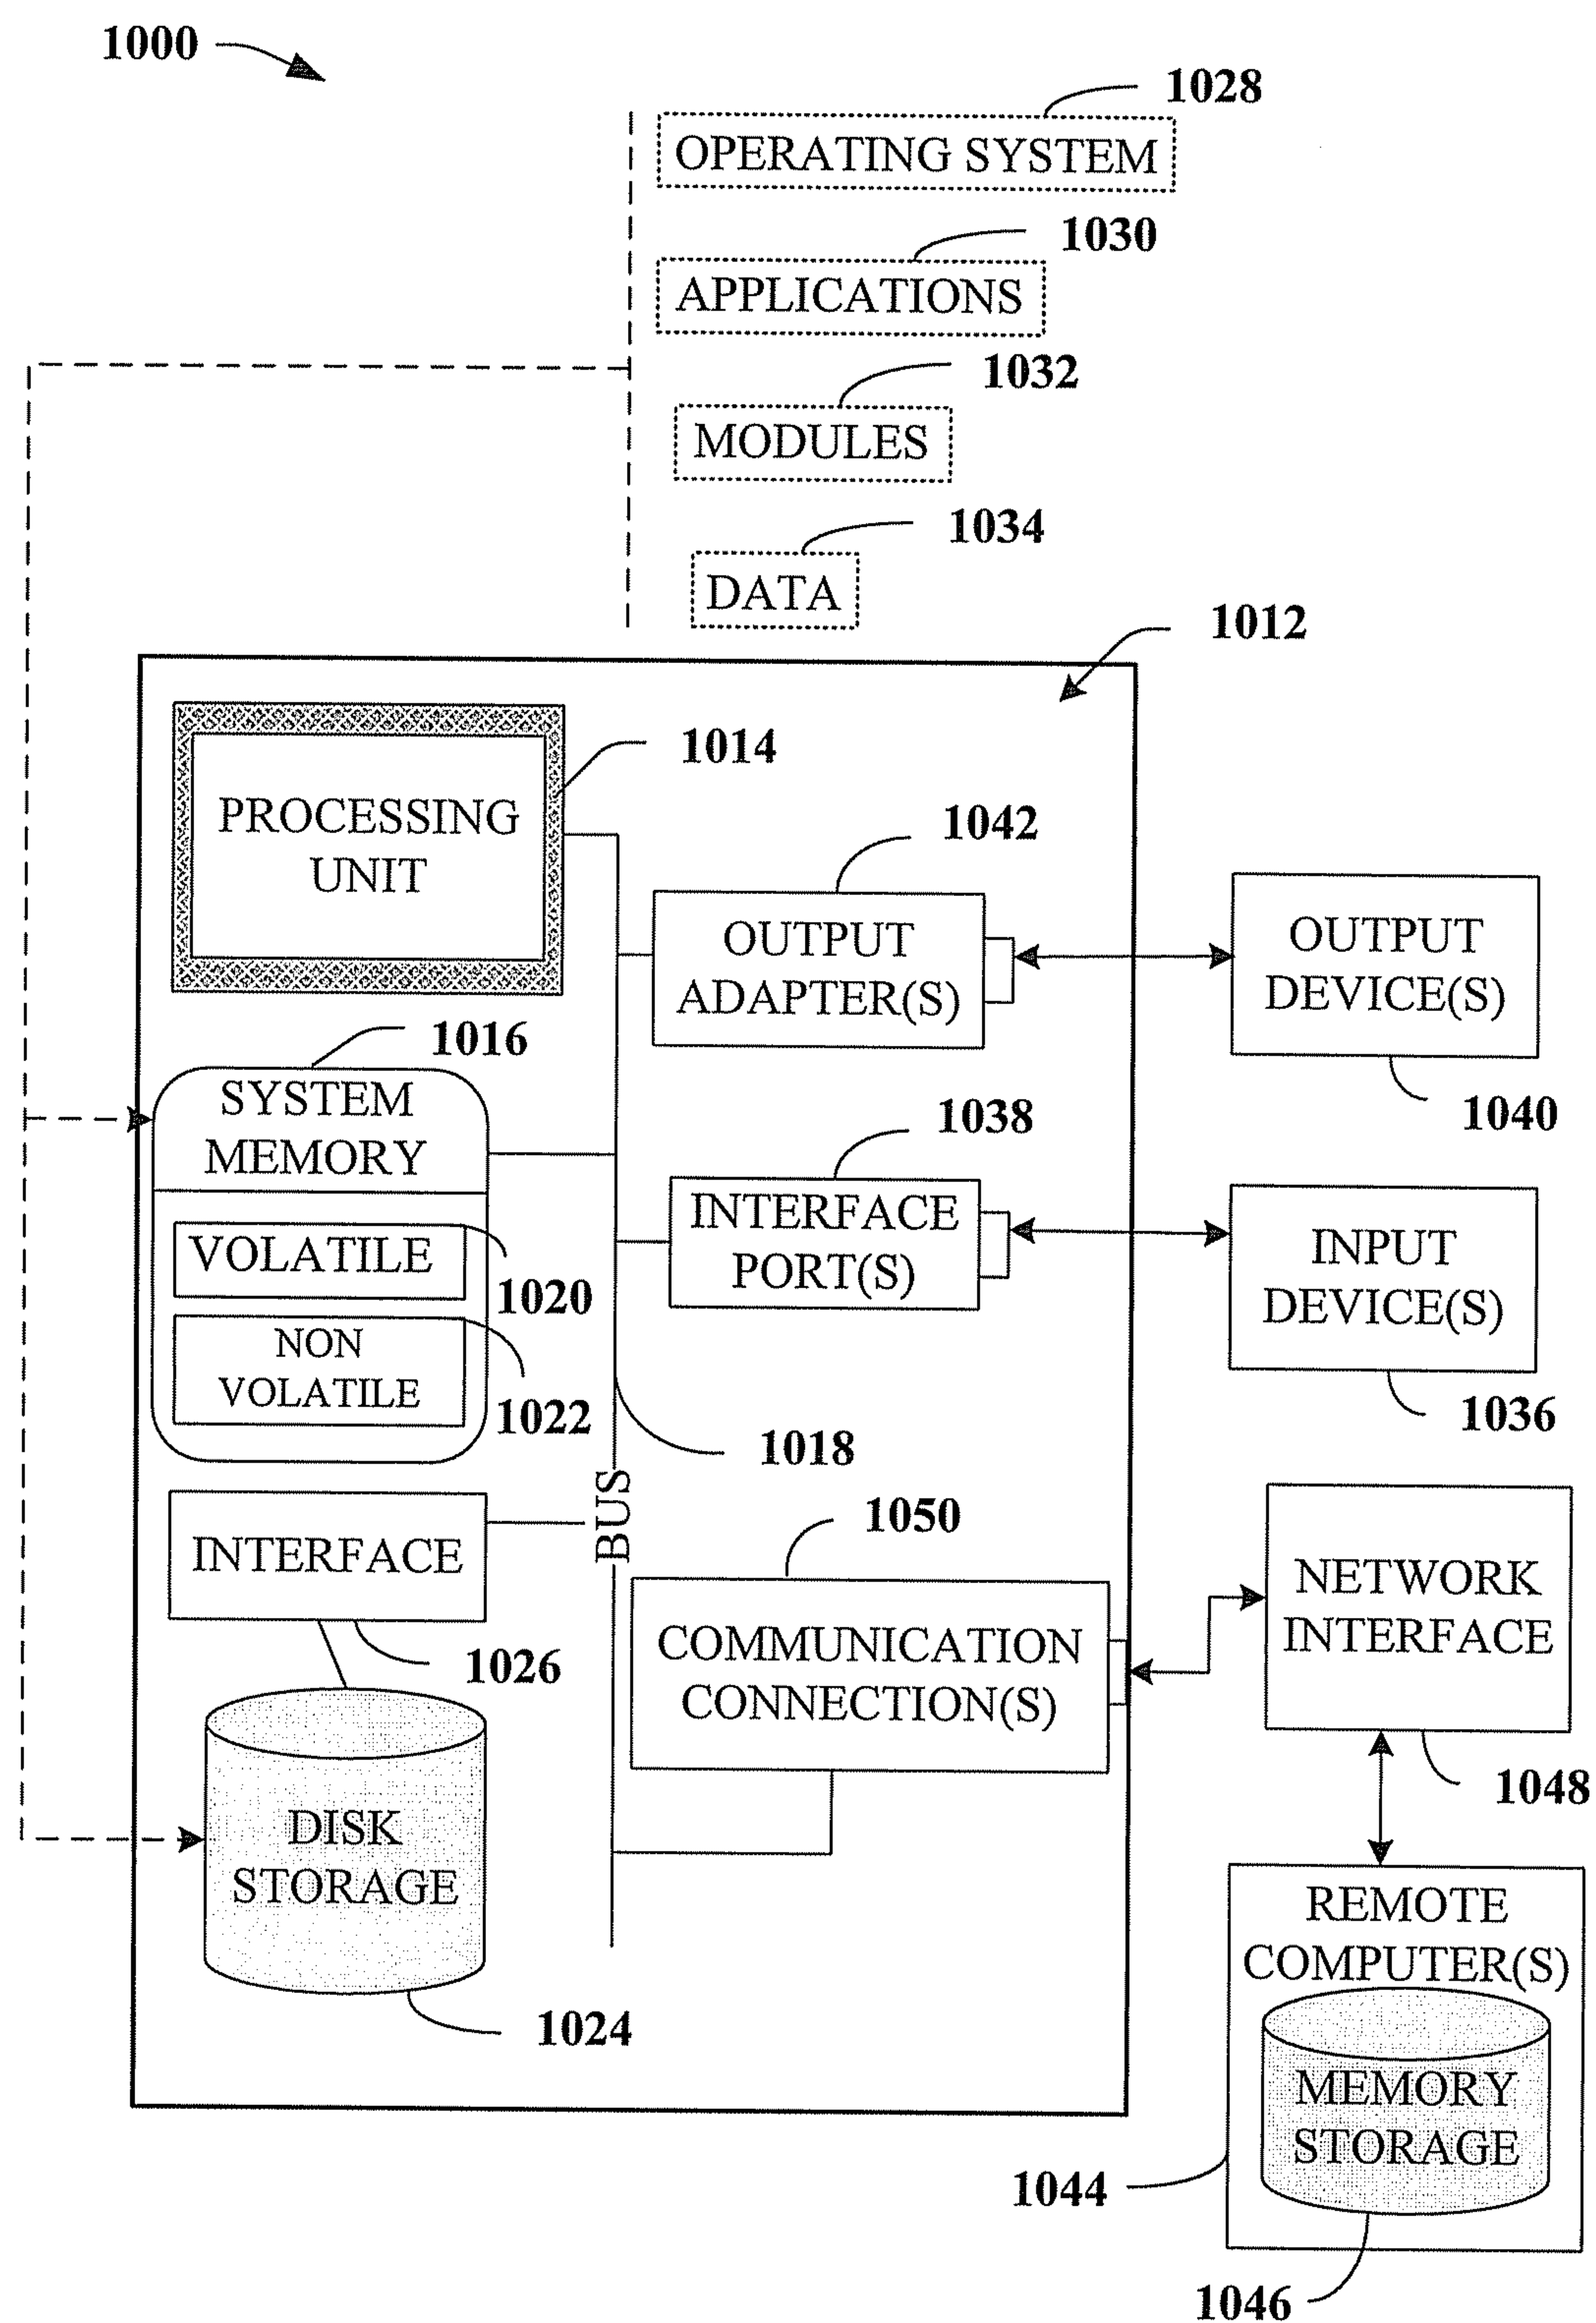 1000
1028
OPERATING SYSTEM
1030
APPLICATIONS
1032
MODULES
1034
DATA
1012
1014
PROCESSING
UNIT
1042
OUTPUT
ADAPTER(S)
OUTPUT
DEVICE(S)
1040
1016
SYSTEM
MEMORY
VOLATILE
1020
NON
VOLATILE
1022
1038
INTERFACE
PORT(S)
INPUT
DEVICE(S)
1036
1018
BUS
INTERFACE
1026
1050
COMMUNICATION
CONNECTION(S)
NETWORK
INTERFACE
1048
DISK
STORAGE
1024
REMOTE
COMPUTER(S)
MEMORY
STORAGE
1044
1046